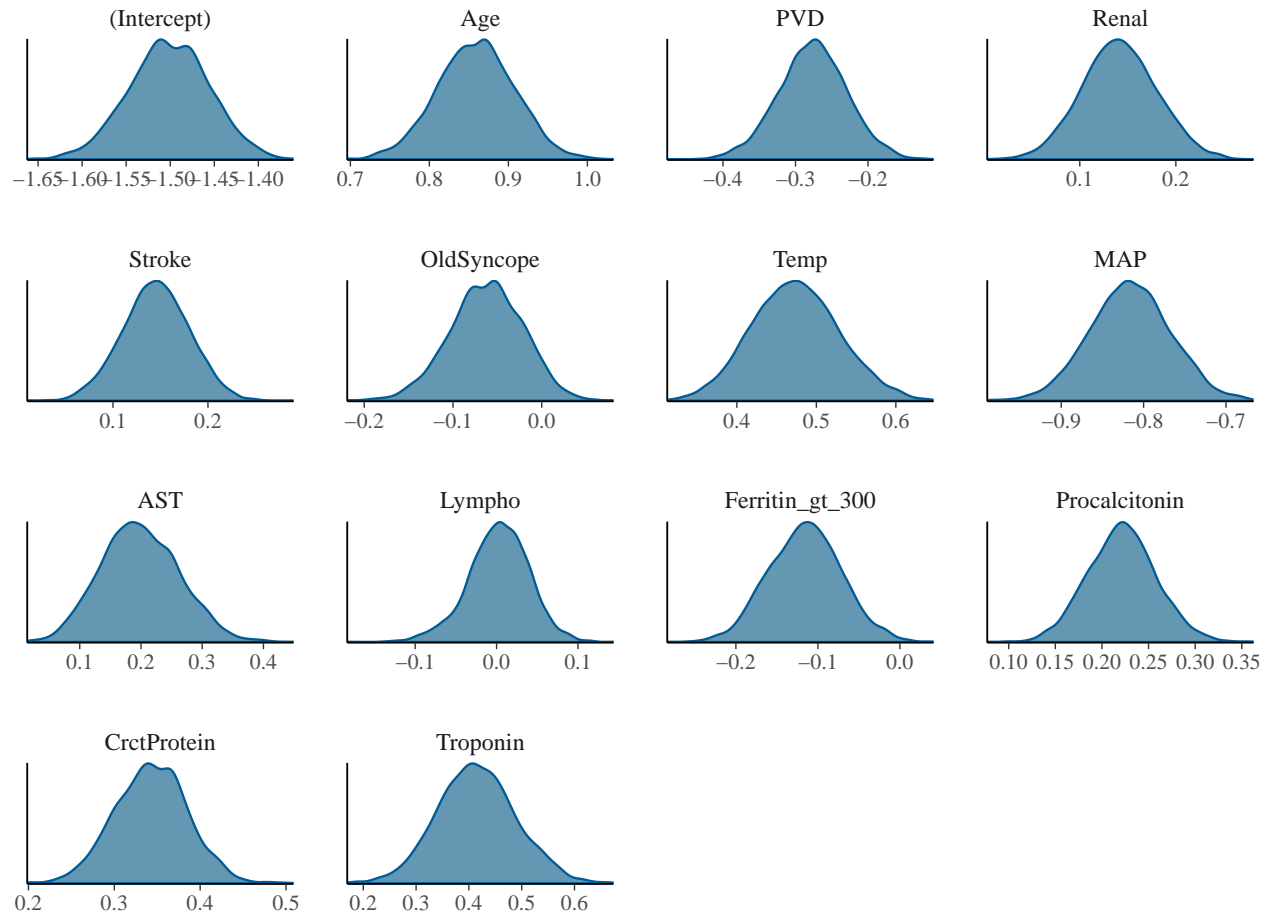 (Intercept) Age PVD Renal
−1.65 −1.60 −1.55 −1.50 −1.45 −1.40 0.7 0.8 0.9 1.0 −0.4 −0.3 −0.2 0.1 0.2
Stroke OldSyncope Temp MAP
0.1 0.2 −0.2 −0.1 0.0 0.4 0.5 0.6 −0.9 −0.8 −0.7
AST Lympho Ferritin_gt_300 Procalcitonin
0.1 0.2 0.3 0.4 −0.1 0.0 0.1 −0.2 −0.1 0.0 0.10 0.15 0.20 0.25 0.30 0.35
CrctProtein Troponin
0.2 0.3 0.4 0.5 0.2 0.3 0.4 0.5 0.6